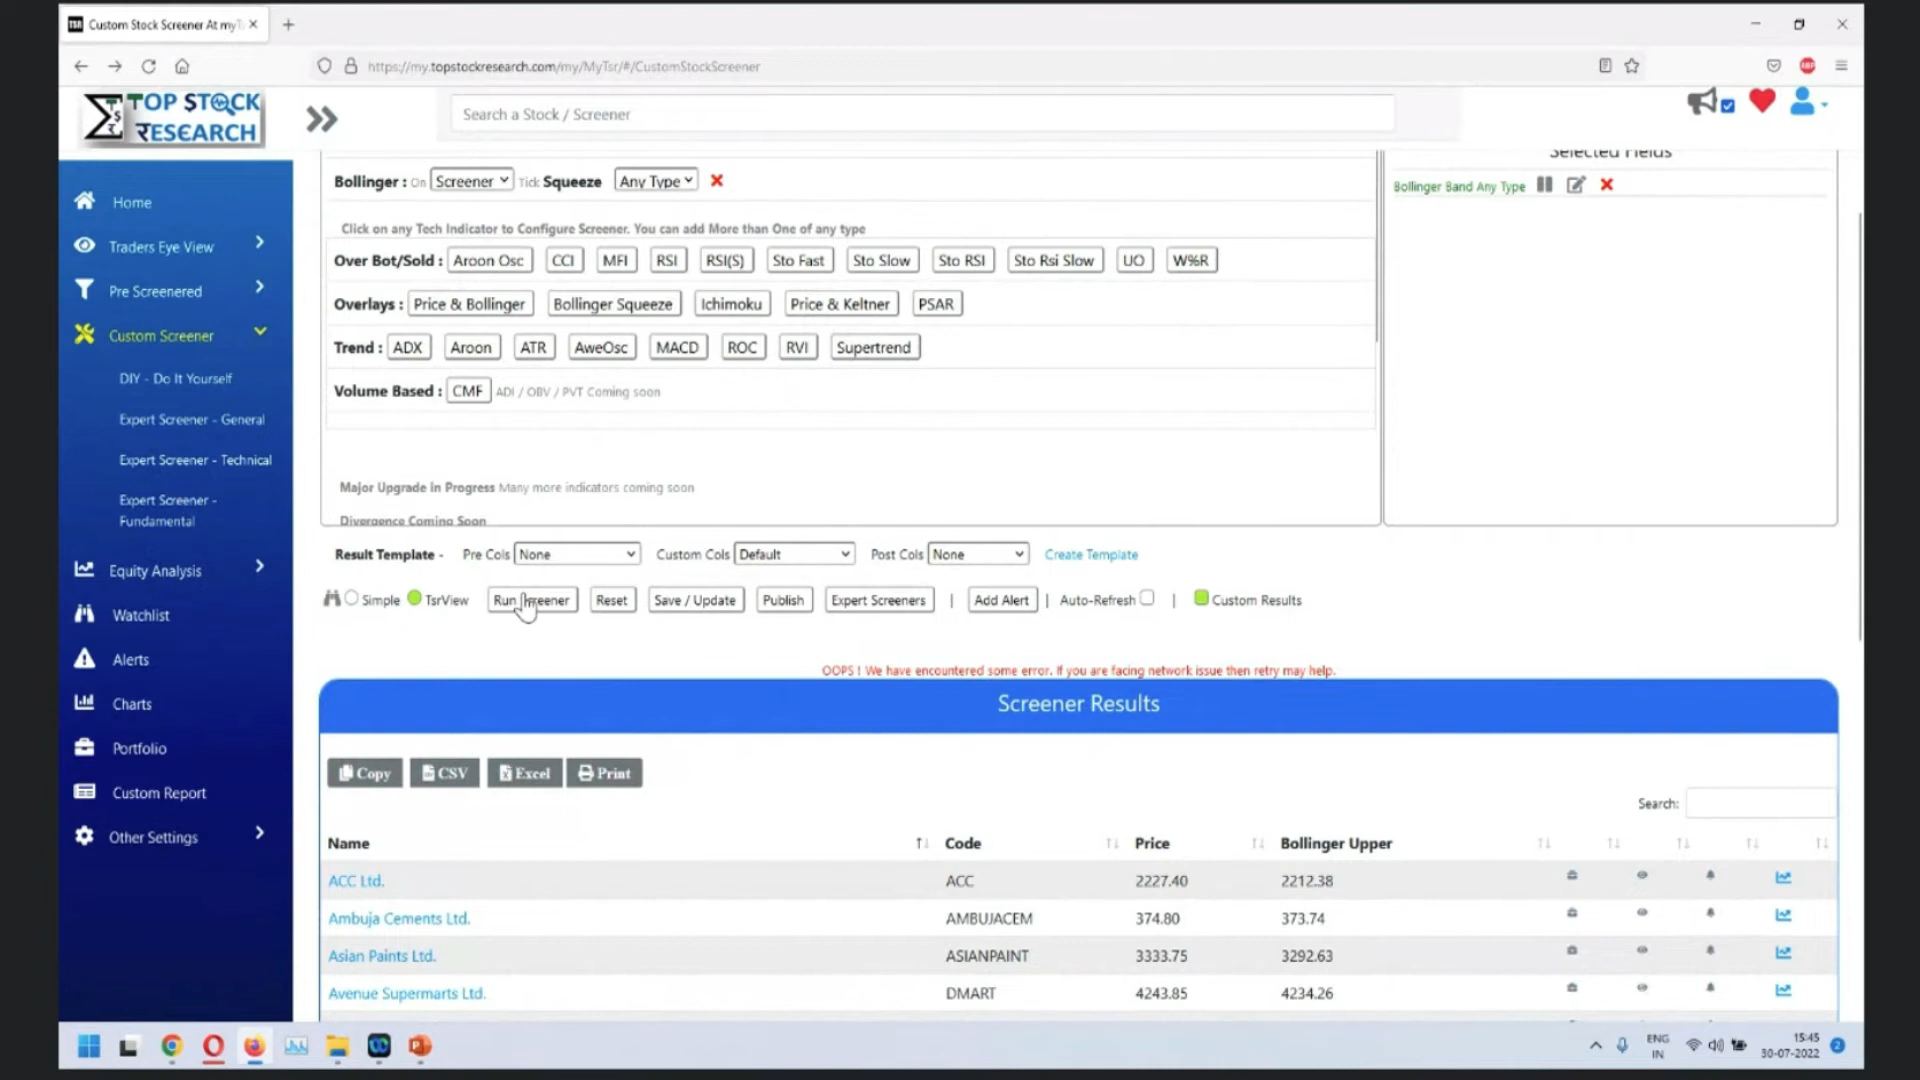 Custom Stock Screener At myT
https://my.topstockresearch.com/my/MyTsr/#/CustomStockScreener
ABP
TOP STOCK
RESEARCH
Search a Stock / Screener
Home
Traders Eye View
Pre Screenered
Custom Screener
DIY - Do It Yourself
Expert Screener - General
Expert Screener - Technical
Expert Screener -
Fundamental
Equity Analysis
Watchlist
Alerts
Charts
Portfolio
Custom Report
Other Settings
Bollinger : On Screener Tick Squeeze Any Type
Click on any Tech Indicator to Configure Screener. You can add More than One of any type
Over Bot/Sold : Aroon Osc CCI MFI RSI RSI(S) Sto Fast Sto Slow Sto RSI Sto Rsi Slow UO W%R
Overlays : Price & Bollinger Bollinger Squeeze Ichimoku Price & Keltner PSAR
Trend : ADX Aroon ATR AweOsc MACD ROC RVI Supertrend
Volume Based : CMF ADI / OBV / PVT Coming soon
Major Upgrade In Progress Many more indicators coming soon
Divergence Coming Soon
Selected Fields
Bollinger Band Any Type
Result Template - Pre Cols None Custom Cols Default Post Cols None Create Template
Simple TsrView Run Screener Reset Save / Update Publish Expert Screeners | Add Alert | Auto-Refresh | Custom Results
OOPS ! We have encountered some error. If you are facing network issue then retry may help.
Screener Results
Copy CSV Excel Print
Search:
Name Code Price Bollinger Upper
ACC Ltd. ACC 2227.40 2212.38
Ambuja Cements Ltd. AMBUJACEM 374.80 373.74
Asian Paints Ltd. ASIANPAINT 3333.75 3292.63
Avenue Supermarts Ltd. DMART 4243.85 4234.26
ENG
IN
15:45
30-07-2022
2